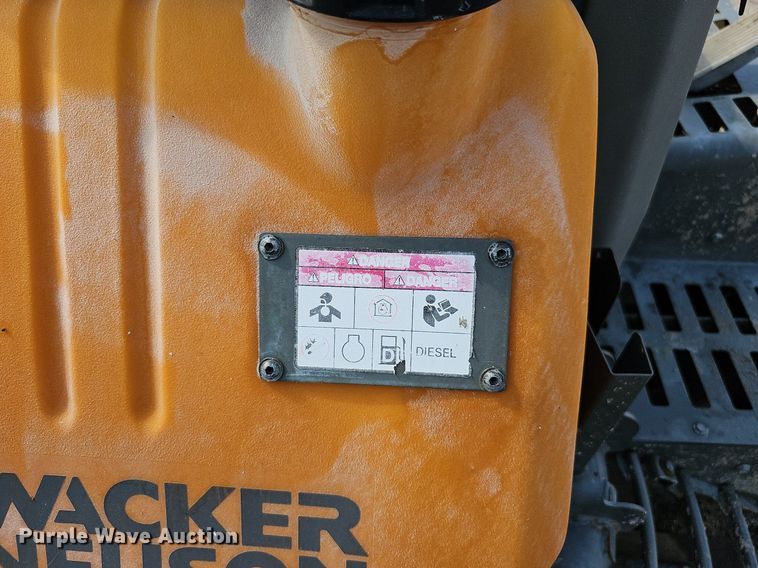 DANGER
PELIGRO DANGER
D DIESEL
WACKER
NEUSON
Purple Wave Auction